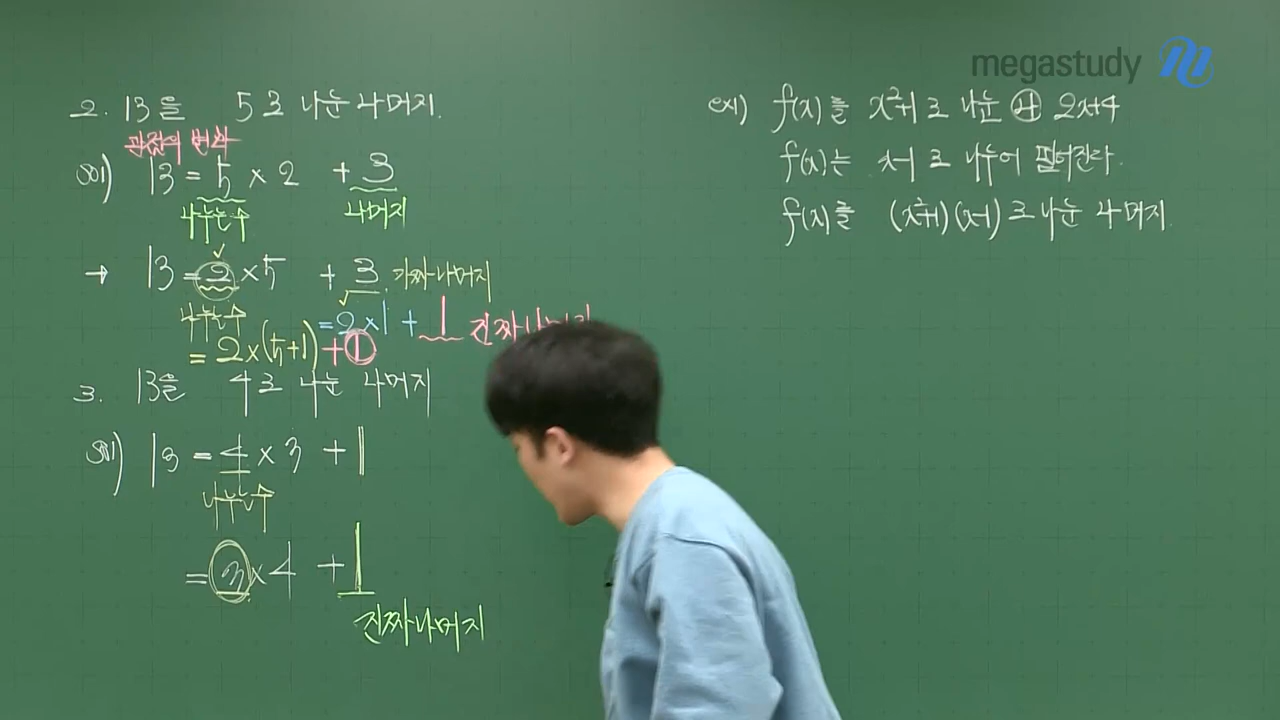 megastudy
2. 13을 5로 나눈 나머지.
관점의 변화
sol) 13 = 5 × 2 + 3
나누는수 나머지
→ 13 = 2 × 5 + 3 가짜나머지
나누는수 = 2 × 1 + 1 진짜
= 2 × (5+1) + 1
3. 13을 4로 나눈 나머지
sol) 13 = 4 × 3 + 1
나누는수
= 3 × 4 + 1
진짜나머지
ex1) f(x)를 x²+1로 나눈 나 2x+4
f(x)는 x-1로 나누어 떨어진다.
f(x)를 (x²+1)(x-1)로 나눈 나머지.